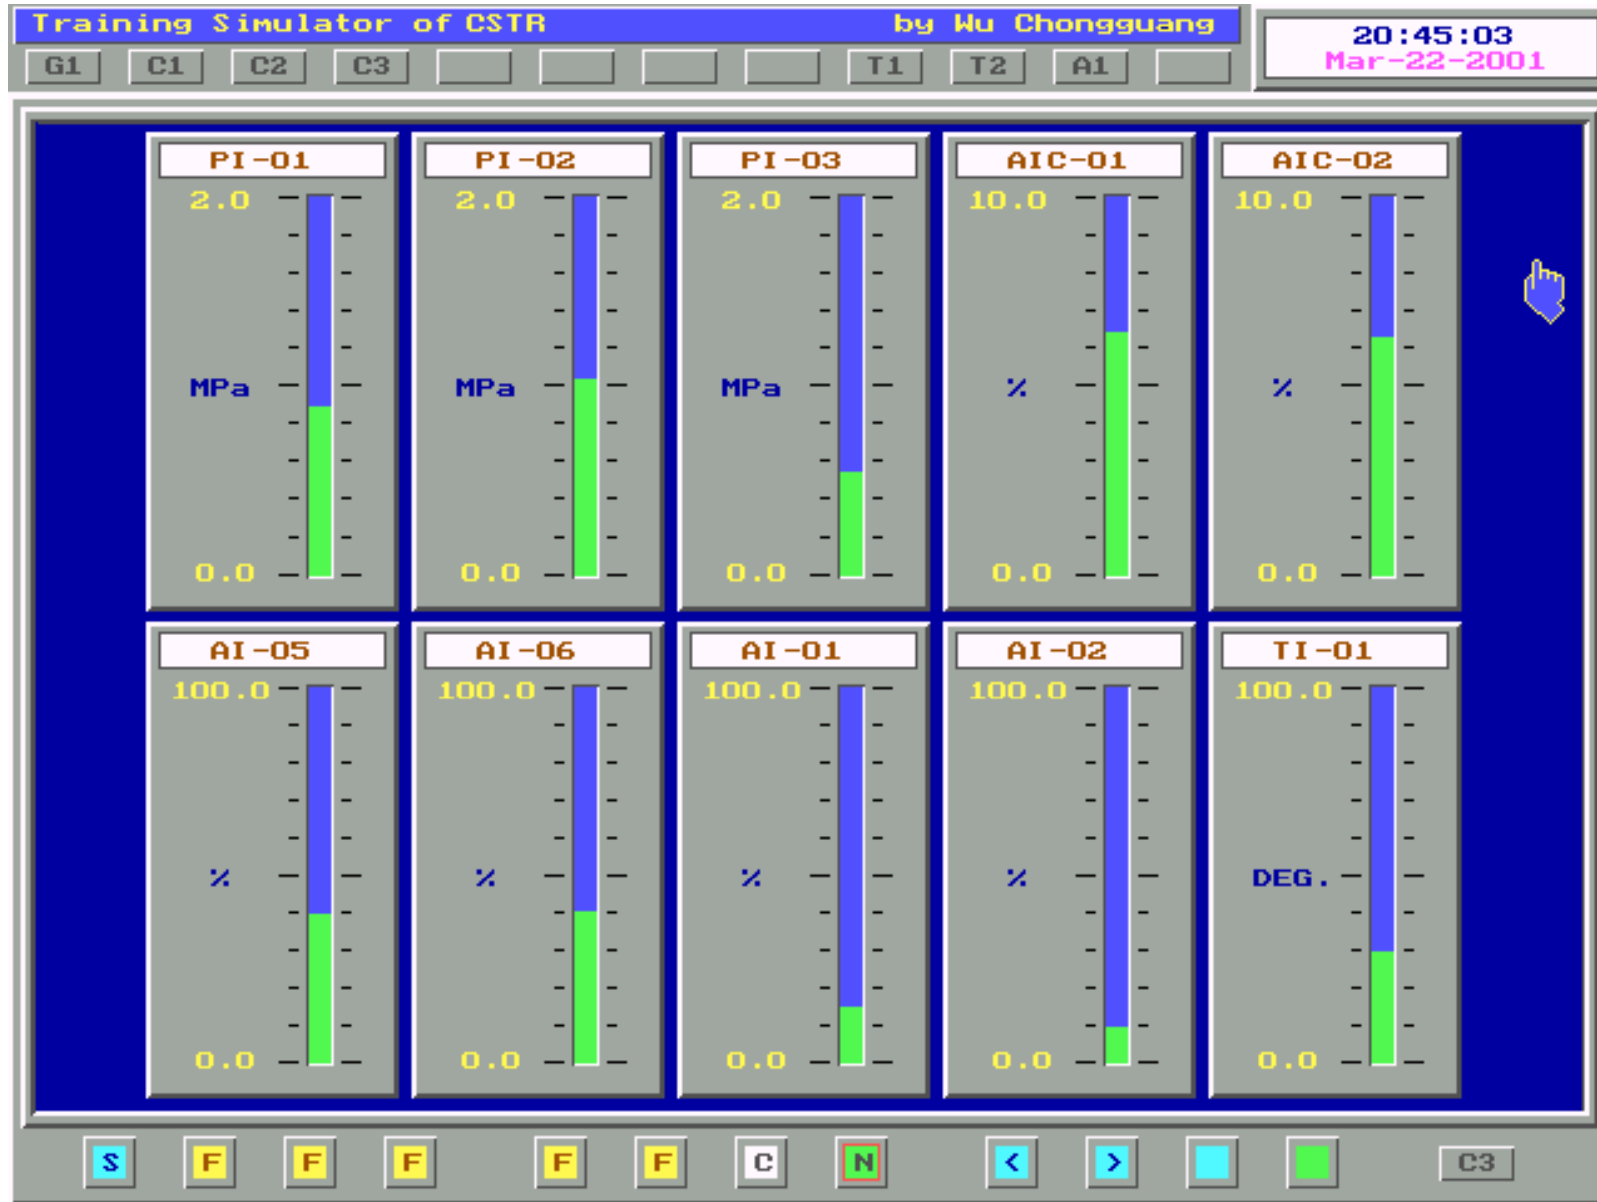 Training Simulator of CSTR by Wu Chongguang
20:45:03
Mar-22-2001
G1 C1 C2 C3 T1 T2 A1
PI-01 PI-02 PI-03 AIC-01 AIC-02
2.0 2.0 2.0 10.0 10.0
MPa MPa MPa % %
0.0 0.0 0.0 0.0 0.0
AI-05 AI-06 AI-01 AI-02 TI-01
100.0 100.0 100.0 100.0 100.0
% % % % DEG.
0.0 0.0 0.0 0.0 0.0
S F F F F F C N < > C3